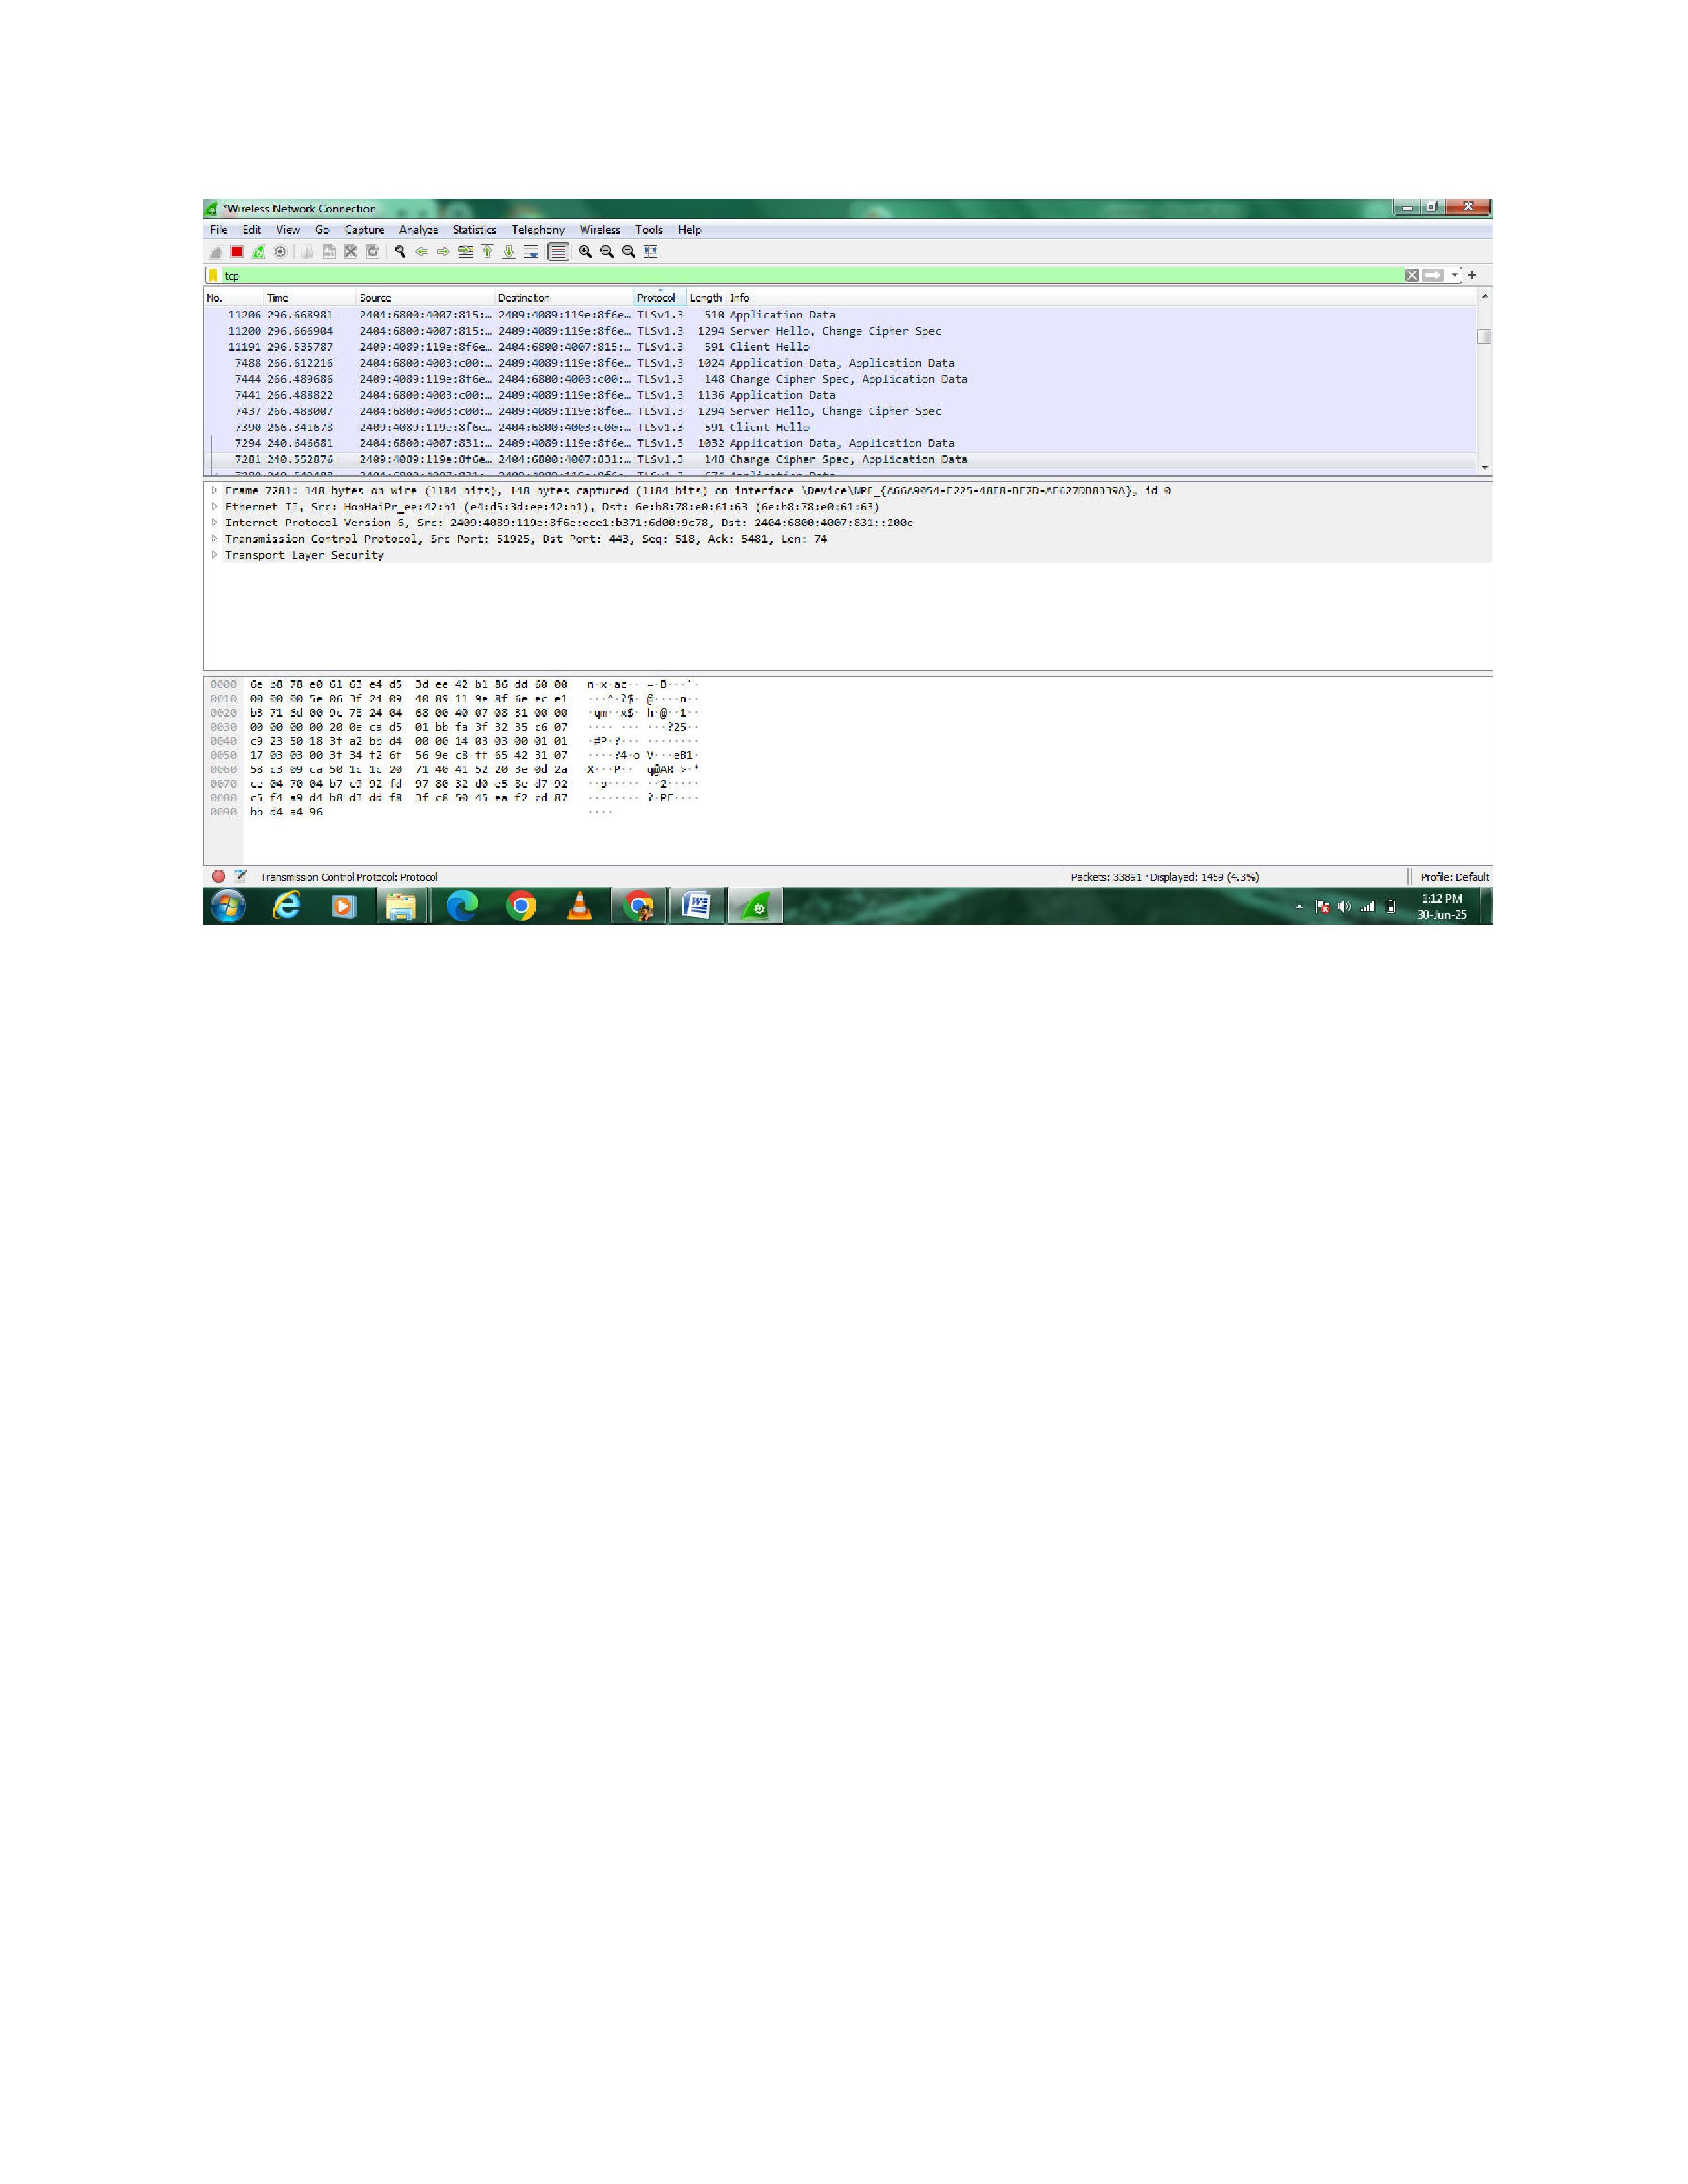 *Wireless Network Connection
File Edit View Go Capture Analyze Statistics Telephony Wireless Tools Help
tcp
No. Time Source Destination Protocol Length Info
11206 296.668981 2404:6800:4007:815:… 2409:4089:119e:8f6e… TLSv1.3 510 Application Data
11200 296.666904 2404:6800:4007:815:… 2409:4089:119e:8f6e… TLSv1.3 1294 Server Hello, Change Cipher Spec
11191 296.535787 2409:4089:119e:8f6e… 2404:6800:4007:815:… TLSv1.3 591 Client Hello
7488 266.612216 2404:6800:4003:c00:… 2409:4089:119e:8f6e… TLSv1.3 1024 Application Data, Application Data
7444 266.489686 2409:4089:119e:8f6e… 2404:6800:4003:c00:… TLSv1.3 148 Change Cipher Spec, Application Data
7441 266.488822 2404:6800:4003:c00:… 2409:4089:119e:8f6e… TLSv1.3 1136 Application Data
7437 266.488007 2404:6800:4003:c00:… 2409:4089:119e:8f6e… TLSv1.3 1294 Server Hello, Change Cipher Spec
7390 266.341678 2409:4089:119e:8f6e… 2404:6800:4003:c00:… TLSv1.3 591 Client Hello
7294 240.646681 2404:6800:4007:831:… 2409:4089:119e:8f6e… TLSv1.3 1032 Application Data, Application Data
7281 240.552876 2409:4089:119e:8f6e… 2404:6800:4007:831:… TLSv1.3 148 Change Cipher Spec, Application Data
Frame 7281: 148 bytes on wire (1184 bits), 148 bytes captured (1184 bits) on interface \Device\NPF_{A66A9054-E225-48E8-BF7D-AF627DB8B39A}, id 0
Ethernet II, Src: HonHaiPr_ee:42:b1 (e4:d5:3d:ee:42:b1), Dst: 6e:b8:78:e0:61:63 (6e:b8:78:e0:61:63)
Internet Protocol Version 6, Src: 2409:4089:119e:8f6e:ece1:b371:6d00:9c78, Dst: 2404:6800:4007:831::200e
Transmission Control Protocol, Src Port: 51925, Dst Port: 443, Seq: 518, Ack: 5481, Len: 74
Transport Layer Security
0000 6e b8 78 e0 61 63 e4 d5 3d ee 42 b1 86 dd 60 00 n·x·ac·· =·B···`·
0010 00 00 00 5e 06 3f 24 09 40 89 11 9e 8f 6e ec e1 ···^·?$· @····n··
0020 b3 71 6d 00 9c 78 24 04 68 00 40 07 08 31 00 00 ·qm··x$· h·@··1··
0030 00 00 00 00 20 0e ca d5 01 bb fa 3f 32 35 c6 07 ···· ··· ···?25··
0040 c9 23 50 18 3f a2 bb d4 00 00 14 03 03 00 01 01 ·#P·?··· ········
0050 17 03 03 00 3f 34 f2 6f 56 9e c8 ff 65 42 31 07 ····?4·o V···eB1·
0060 58 c3 09 ca 50 1c 1c 20 71 40 41 52 20 3e 0d 2a X···P·· q@AR >·*
0070 ce 04 70 04 b7 c9 92 fd 97 80 32 d0 e5 8e d7 92 ··p····· ··2·····
0080 c5 f4 a9 d4 b8 d3 dd f8 3f c8 50 45 ea f2 cd 87 ········ ?·PE····
0090 bb d4 a4 96 ····
Transmission Control Protocol: Protocol Packets: 33891 · Displayed: 1459 (4.3%) Profile: Default
1:12 PM
30-Jun-25